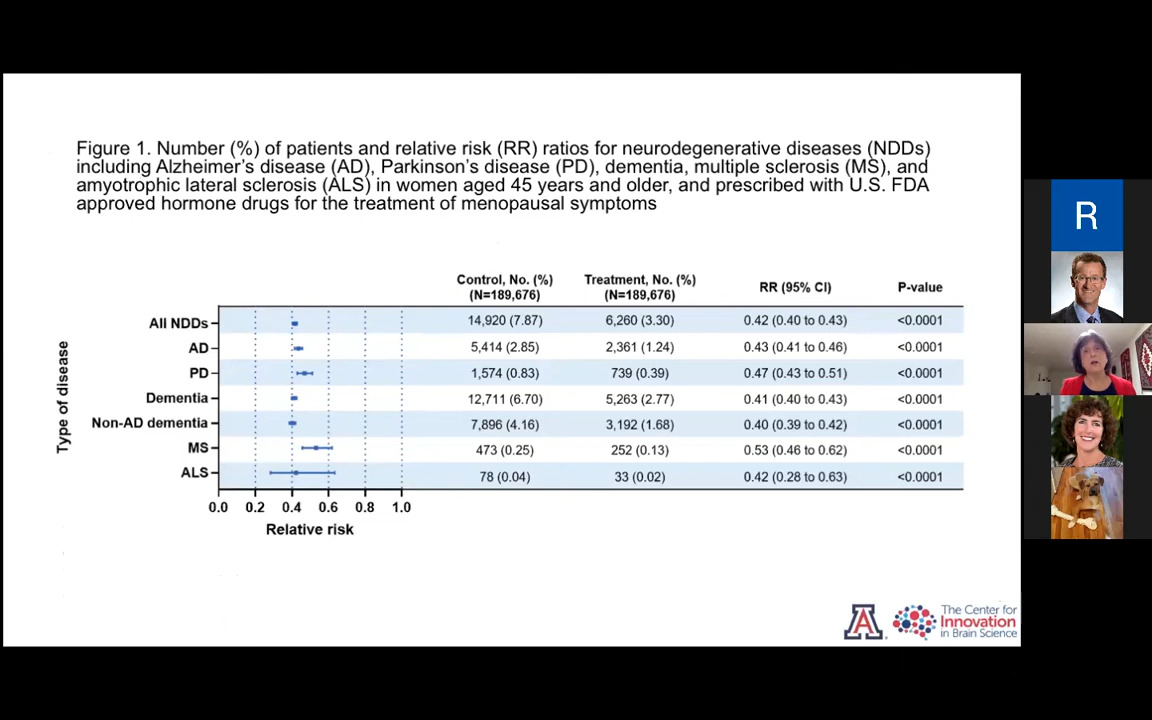 Figure 1. Number (%) of patients and relative risk (RR) ratios for neurodegenerative diseases (NDDs)
including Alzheimer's disease (AD), Parkinson's disease (PD), dementia, multiple sclerosis (MS), and
amyotrophic lateral sclerosis (ALS) in women aged 45 years and older, and prescribed with U.S. FDA
approved hormone drugs for the treatment of menopausal symptoms
Control, No. (%) Treatment, No. (%) RR (95% CI) P-value
(N=189,676) (N=189,676)
All NDDs 14,920 (7.87) 6,260 (3.30) 0.42 (0.40 to 0.43) <0.0001
AD 5,414 (2.85) 2,361 (1.24) 0.43 (0.41 to 0.46) <0.0001
PD 1,574 (0.83) 739 (0.39) 0.47 (0.43 to 0.51) <0.0001
Dementia 12,711 (6.70) 5,263 (2.77) 0.41 (0.40 to 0.43) <0.0001
Non-AD dementia 7,896 (4.16) 3,192 (1.68) 0.40 (0.39 to 0.42) <0.0001
MS 473 (0.25) 252 (0.13) 0.53 (0.46 to 0.62) <0.0001
ALS 78 (0.04) 33 (0.02) 0.42 (0.28 to 0.63) <0.0001
Type of disease
0.0 0.2 0.4 0.6 0.8 1.0
Relative risk
R
A
The Center for
Innovation
in Brain Science